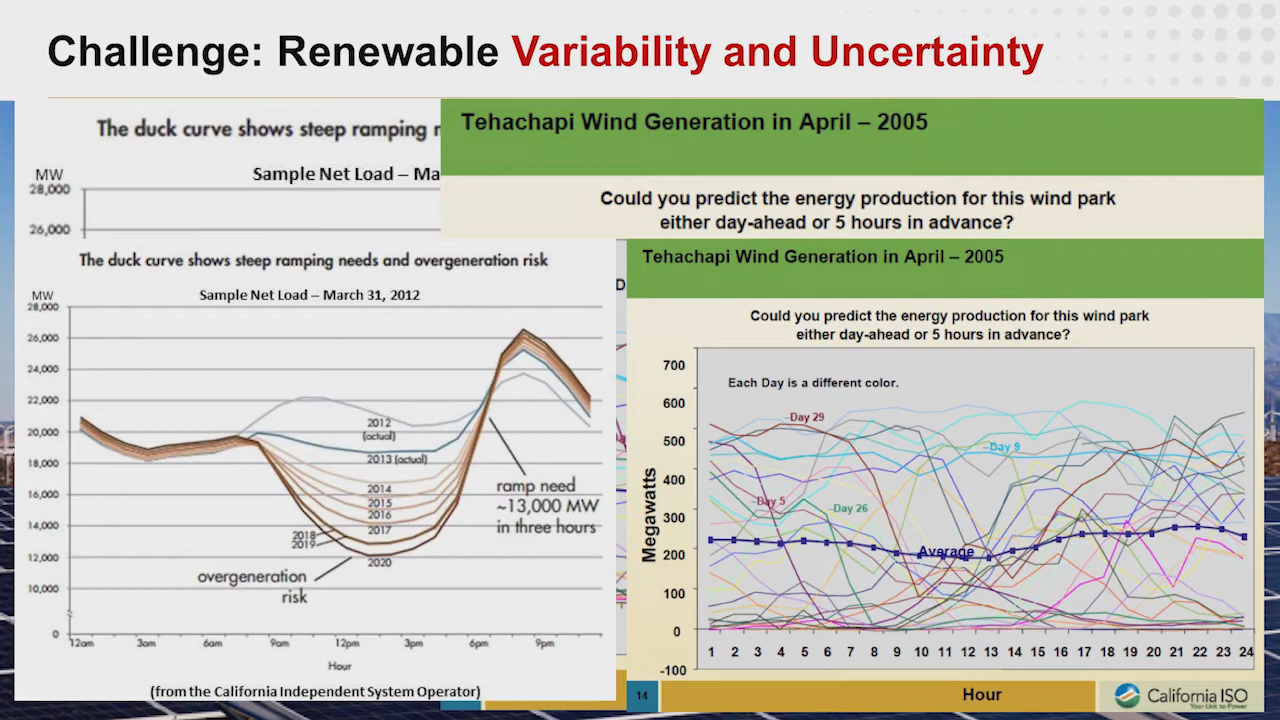 Challenge: Renewable Variability and Uncertainty
The duck curve shows steep ramping
Sample Net Load – Ma
MW
28,000
26,000
Tehachapi Wind Generation in April – 2005
Could you predict the energy production for this wind park
either day-ahead or 5 hours in advance?
The duck curve shows steep ramping needs and overgeneration risk
Sample Net Load – March 31, 2012
MW
28,000
26,000
24,000
22,000
20,000
18,000
16,000
14,000
12,000
10,000
0
2012
(actual)
2013 (actual)
2014
2015
2016
2017
2018
2019
2020
ramp need
~13,000 MW
in three hours
overgeneration
risk
12am 3am 6am 9am 12pm 3pm 6pm 9pm
Hour
(from the California Independent System Operator)
Tehachapi Wind Generation in April – 2005
Could you predict the energy production for this wind park
either day-ahead or 5 hours in advance?
Each Day is a different color.
Day 29
Day 9
Day 5
Day 26
Average
Megawatts
700
600
500
400
300
200
100
0
-100
1 2 3 4 5 6 7 8 9 10 11 12 13 14 15 16 17 18 19 20 21 22 23 24
14
Hour
California ISO
Your Link to Power